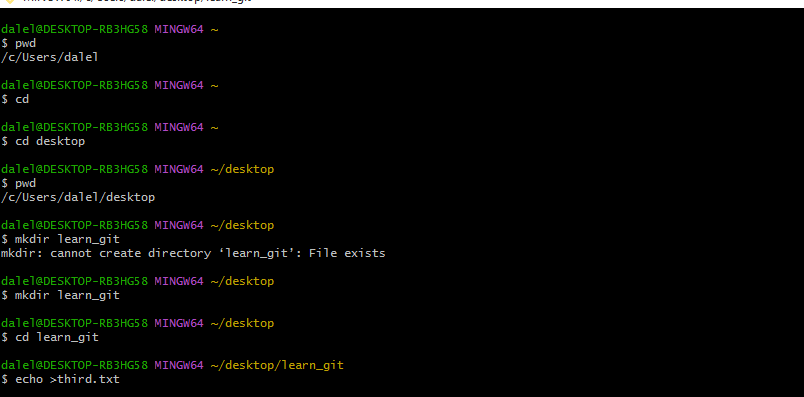 dalel@DESKTOP-RB3HG58 MINGW64 ~
$ pwd
/c/Users/dalel
dalel@DESKTOP-RB3HG58 MINGW64 ~
$ cd
dalel@DESKTOP-RB3HG58 MINGW64 ~
$ cd desktop
dalel@DESKTOP-RB3HG58 MINGW64 ~/desktop
$ pwd
/c/Users/dalel/desktop
dalel@DESKTOP-RB3HG58 MINGW64 ~/desktop
$ mkdir learn_git
mkdir: cannot create directory ‘learn_git’: File exists
dalel@DESKTOP-RB3HG58 MINGW64 ~/desktop
$ mkdir learn_git
dalel@DESKTOP-RB3HG58 MINGW64 ~/desktop
$ cd learn_git
dalel@DESKTOP-RB3HG58 MINGW64 ~/desktop/learn_git
$ echo >third.txt